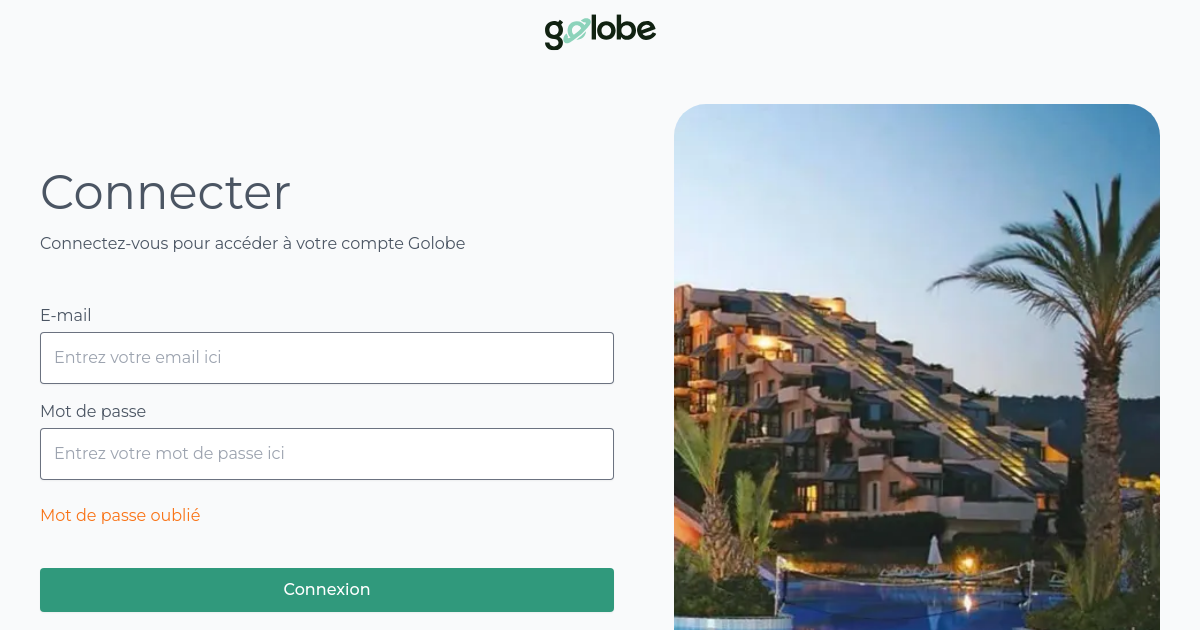 golobe
Connecter
Connectez-vous pour accéder à votre compte Golobe
E-mail
Entrez votre email ici
Mot de passe
Entrez votre mot de passe ici
Mot de passe oublié
Connexion